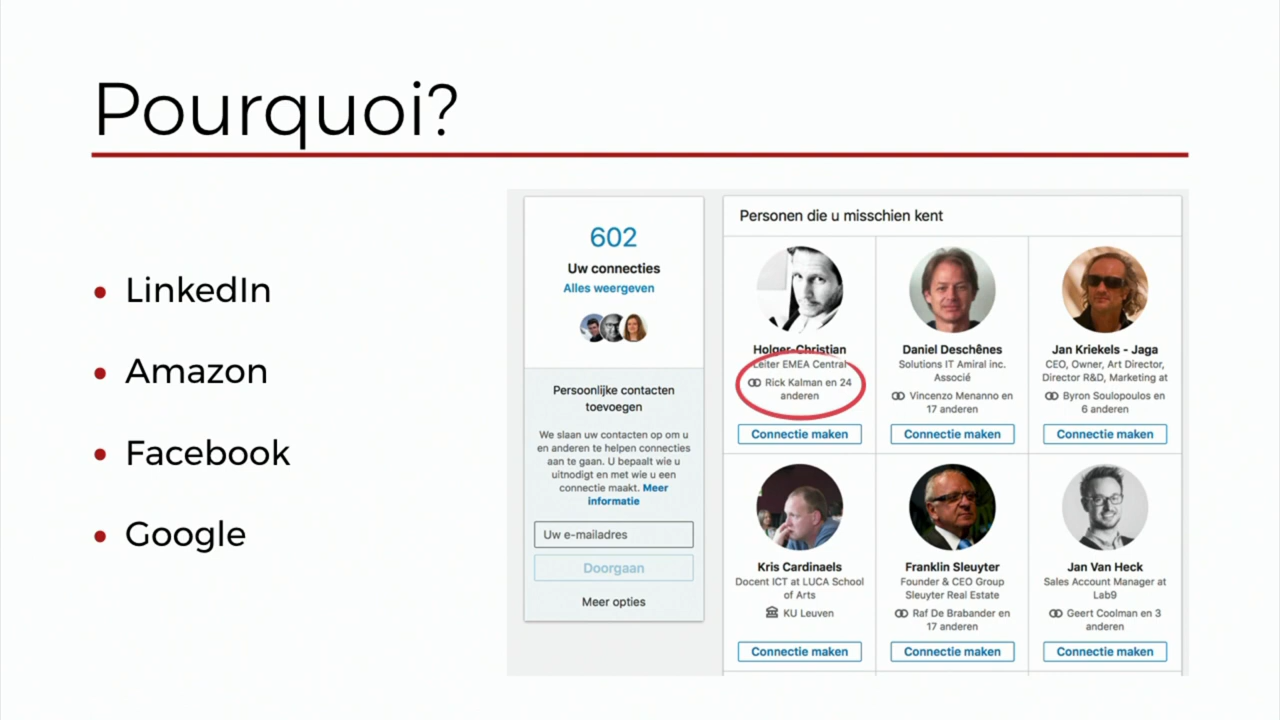 Pourquoi?
LinkedIn
Amazon
Facebook
Google
602
Uw connecties
Alles weergeven
Persoonlijke contacten
toevoegen
We slaan uw contacten op om u
en anderen te helpen connecties
aan te gaan. U bepaalt wie u
uitnodigt en met wie u een
connectie maakt. Meer
informatie
Uw e-mailadres
Doorgaan
Meer opties
Personen die u misschien kent
Holger-Christian
Leiter EMEA Central
Rick Kalman en 24
anderen
Connectie maken
Daniel Deschênes
Solutions IT Amiral inc.
Associé
Vincenzo Menanno en
17 anderen
Connectie maken
Jan Kriekels - Jaga
CEO, Owner, Art Director,
Director R&D, Marketing at
Byron Soulopoulos en
6 anderen
Connectie maken
Kris Cardinaels
Docent ICT at LUCA School
of Arts
KU Leuven
Connectie maken
Franklin Sleuyter
Founder & CEO Group
Sleuyter Real Estate
Raf De Brabander en
17 anderen
Connectie maken
Jan Van Heck
Sales Account Manager at
Lab9
Geert Coolman en 3
anderen
Connectie maken